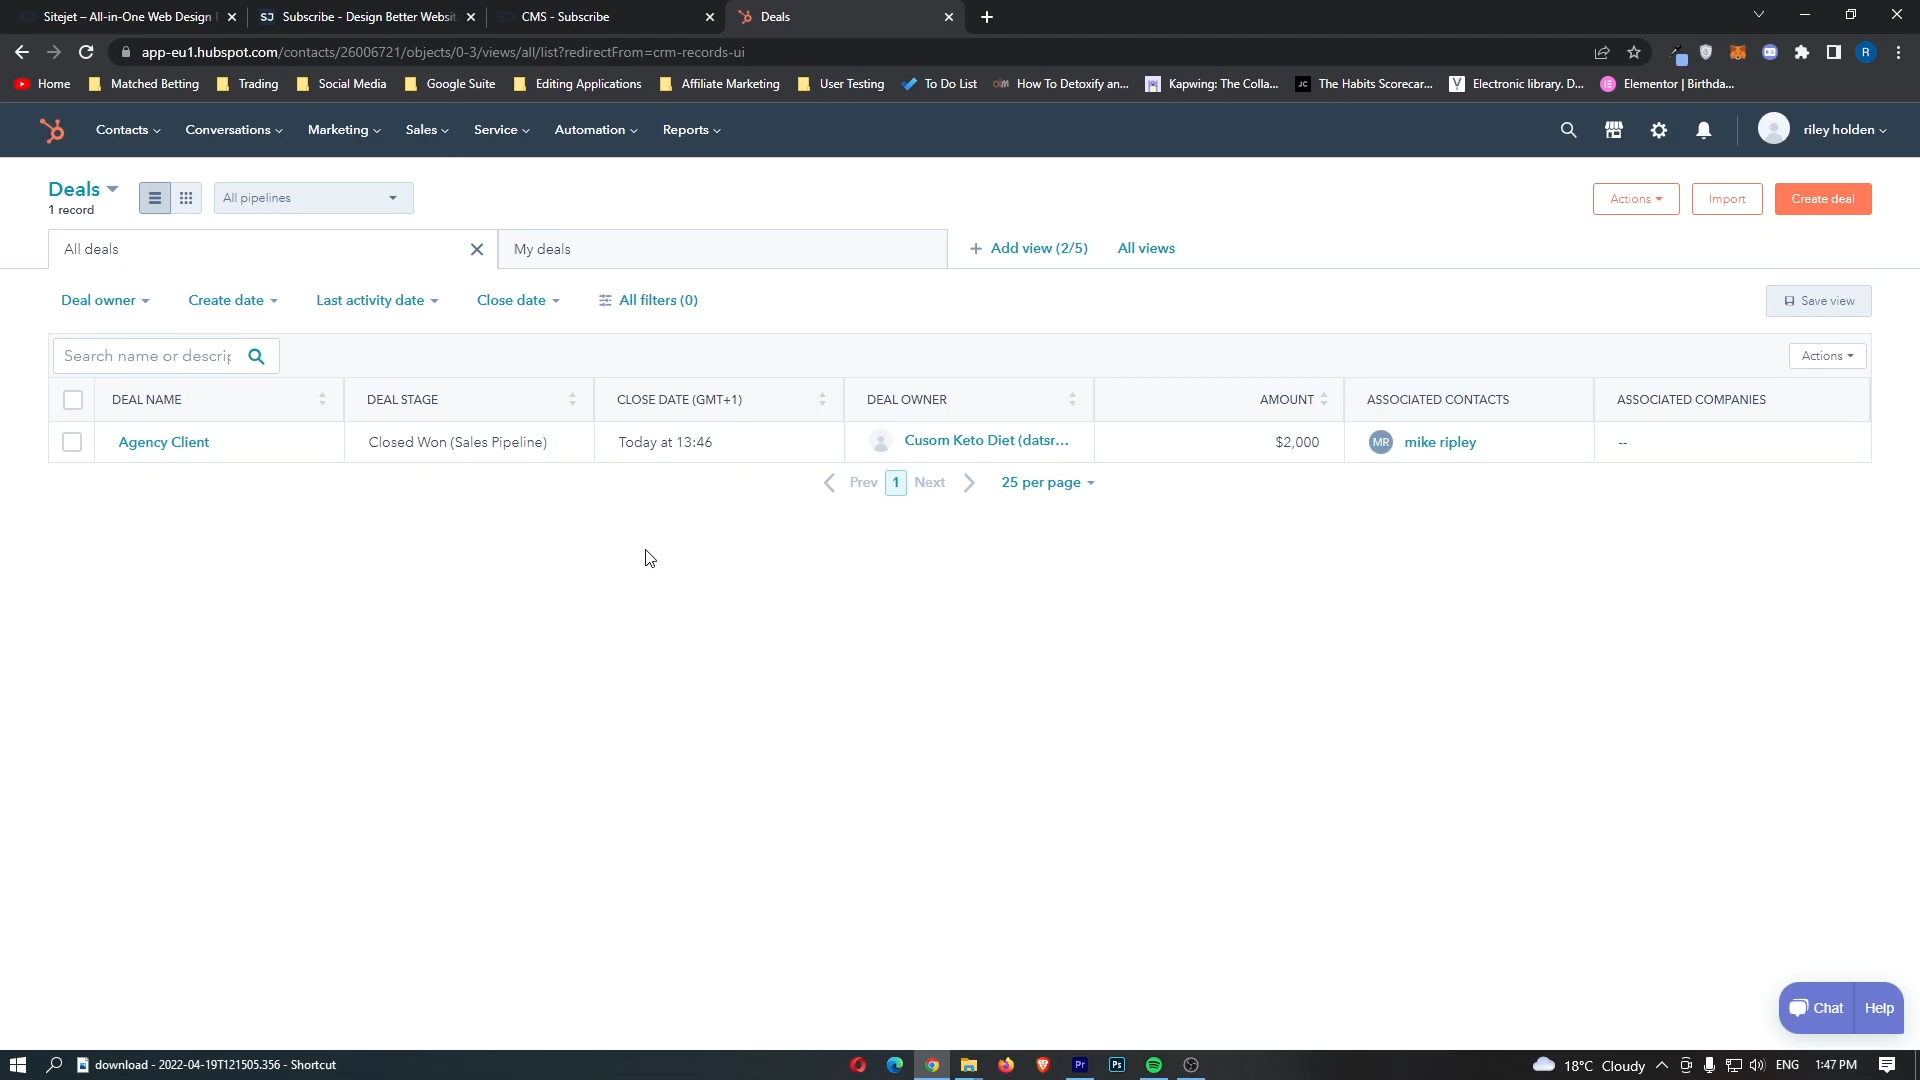 Sitejet – All-in-One Web Design
SJ Subscribe - Design Better Websit
CMS - Subscribe
Deals
app-eu1.hubspot.com/contacts/26006721/objects/0-3/views/all/list?redirectFrom=crm-records-ui
R
Home Matched Betting Trading Social Media Google Suite Editing Applications Affiliate Marketing User Testing To Do List How To Detoxify an... Kapwing: The Colla... JC The Habits Scorecar... Electronic library. D... Elementor | Birthda...
Contacts Conversations Marketing Sales Service Automation Reports
riley holden
Deals
1 record
All pipelines
Actions Import Create deal
All deals
My deals
+ Add view (2/5) All views
Deal owner Create date Last activity date Close date All filters (0)
Save view
Search name or descrip
Actions
DEAL NAME DEAL STAGE CLOSE DATE (GMT+1) DEAL OWNER AMOUNT ASSOCIATED CONTACTS ASSOCIATED COMPANIES
Agency Client Closed Won (Sales Pipeline) Today at 13:46 Cusom Keto Diet (datsr... $2,000 MR mike ripley --
Prev 1 Next 25 per page
Chat Help
download - 2022-04-19T121505.356 - Shortcut
Pr
Ps
18°C Cloudy ENG 1:47 PM